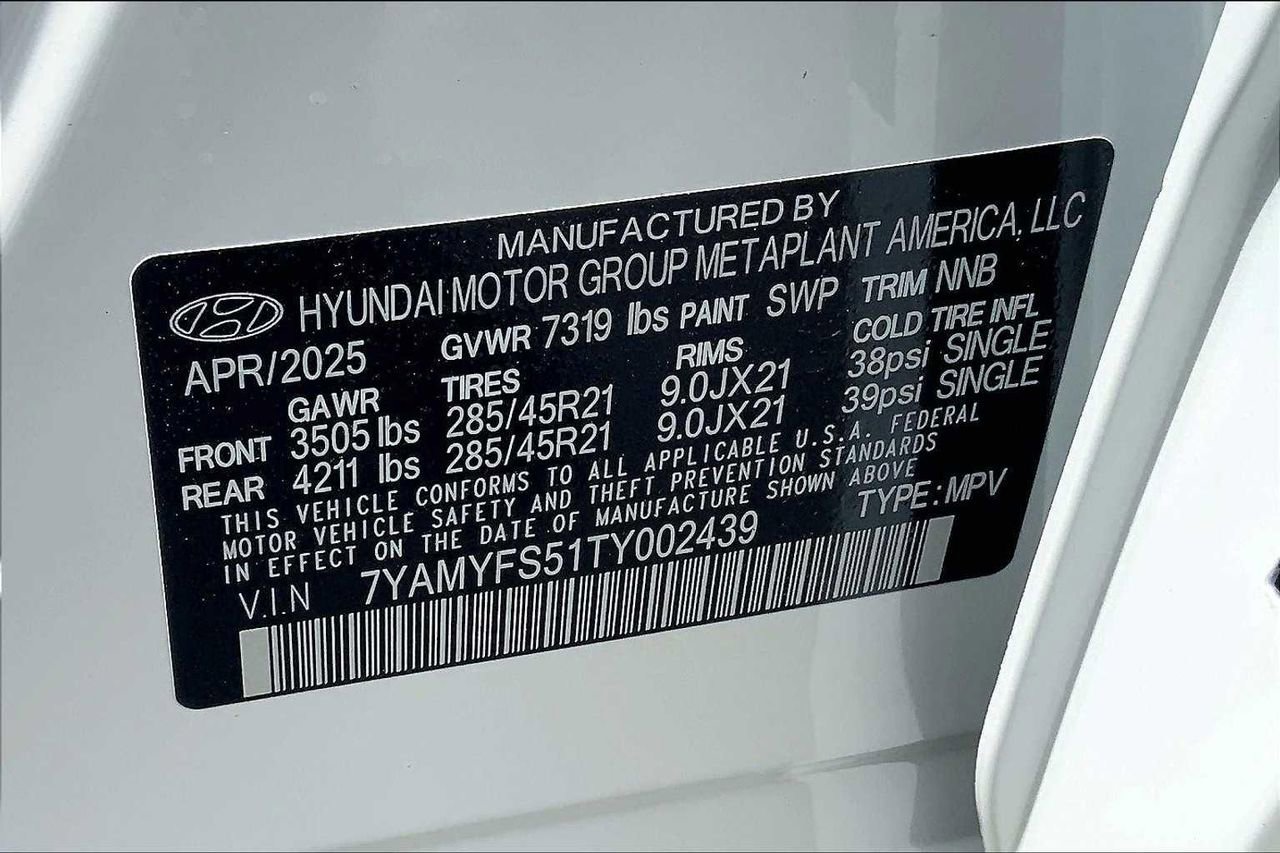 MANUFACTURED BY
HYUNDAI MOTOR GROUP METAPLANT AMERICA, LLC
APR/2025 GVWR 7319 lbs PAINT SWP TRIM NNB
GAWR TIRES RIMS COLD TIRE INFL
FRONT 3505 lbs 285/45R21 9.0JX21 38psi SINGLE
REAR 4211 lbs 285/45R21 9.0JX21 39psi SINGLE
THIS VEHICLE CONFORMS TO ALL APPLICABLE U.S.A. FEDERAL
MOTOR VEHICLE SAFETY AND THEFT PREVENTION STANDARDS
IN EFFECT ON THE DATE OF MANUFACTURE SHOWN ABOVE
V.I.N 7YAMYFS51TY002439 TYPE: MPV